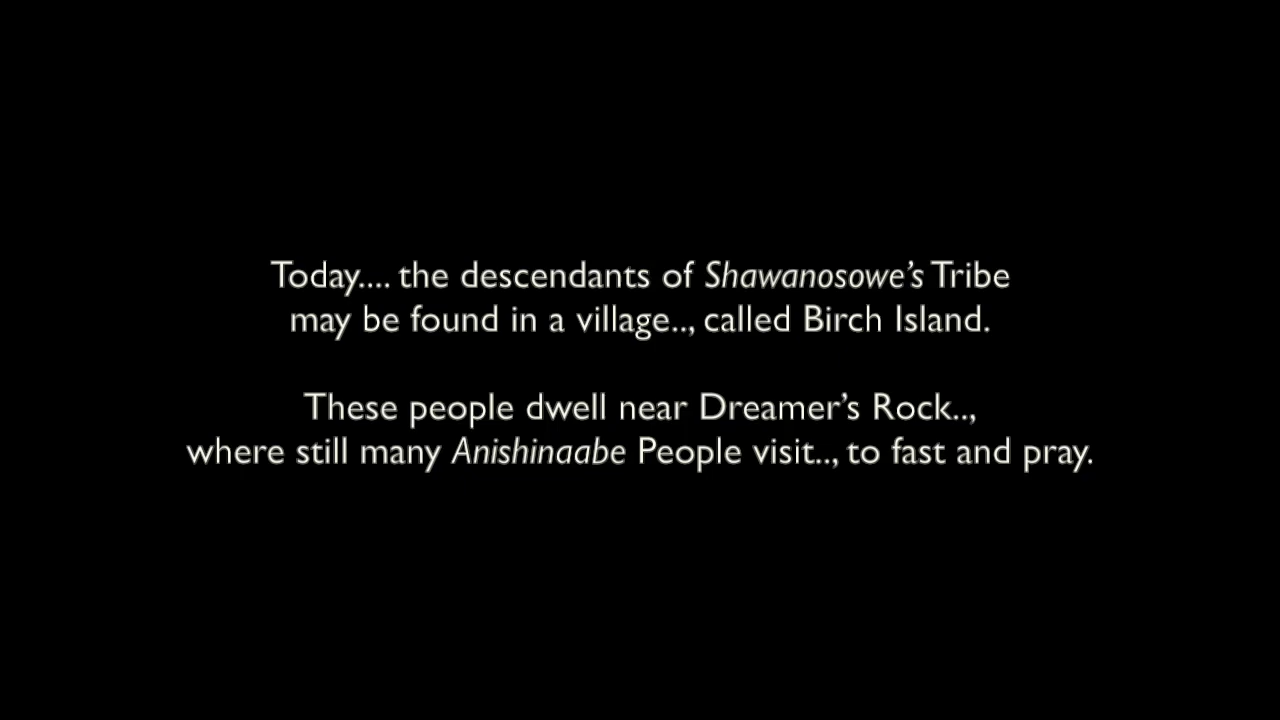 Today.... the descendants of Shawanosowe’s Tribe
may be found in a village.., called Birch Island.
These people dwell near Dreamer’s Rock..,
where still many Anishinaabe People visit.., to fast and pray.